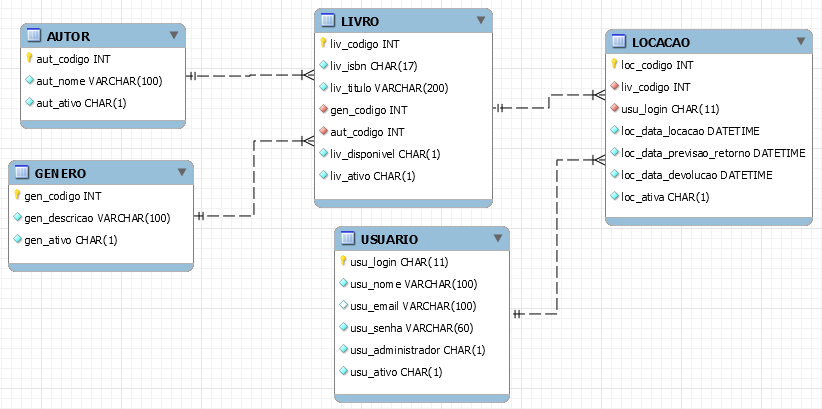 AUTOR
aut_codigo INT
aut_nome VARCHAR(100)
aut_ativo CHAR(1)
GENERO
gen_codigo INT
gen_descricao VARCHAR(100)
gen_ativo CHAR(1)
LIVRO
liv_codigo INT
liv_isbn CHAR(17)
liv_titulo VARCHAR(200)
gen_codigo INT
aut_codigo INT
liv_disponivel CHAR(1)
liv_ativo CHAR(1)
USUARIO
usu_login CHAR(11)
usu_nome VARCHAR(100)
usu_email VARCHAR(100)
usu_senha VARCHAR(60)
usu_administrador CHAR(1)
usu_ativo CHAR(1)
LOCACAO
loc_codigo INT
liv_codigo INT
usu_login CHAR(11)
loc_data_locacao DATETIME
loc_data_previsao_retorno DATETIME
loc_data_devolucao DATETIME
loc_ativa CHAR(1)